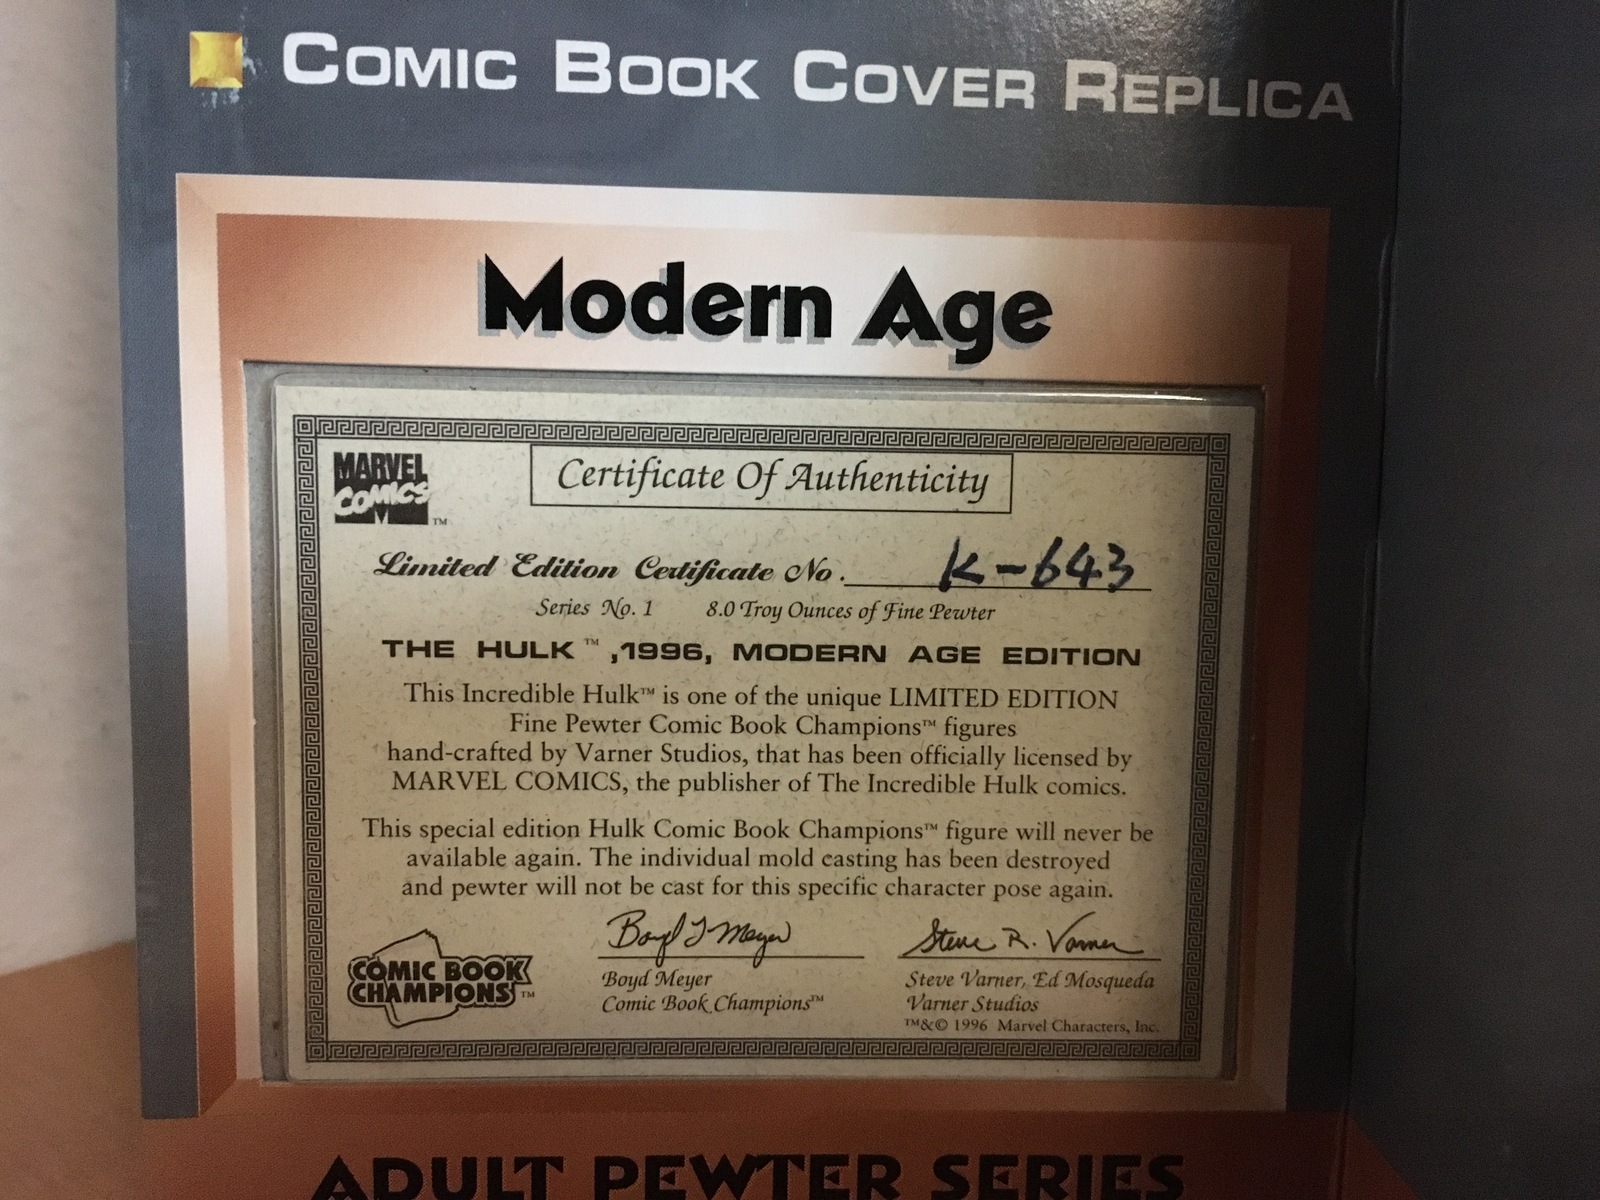 COMIC BOOK COVER REPLICA
Modern Age
MARVEL
COMICS
TM
Certificate Of Authenticity
Limited Edition Certificate No. K-643
Series No. 1 8.0 Troy Ounces of Fine Pewter
THE HULK™,1996, MODERN AGE EDITION
This Incredible Hulk™ is one of the unique LIMITED EDITION
Fine Pewter Comic Book Champions™ figures
hand-crafted by Varner Studios, that has been officially licensed by
MARVEL COMICS, the publisher of The Incredible Hulk comics.
This special edition Hulk Comic Book Champions™ figure will never be
available again. The individual mold casting has been destroyed
and pewter will not be cast for this specific character pose again.
COMIC BOOK
CHAMPIONS™
Boyd J Meyer
Boyd Meyer
Comic Book Champions™
Steve R. Varner
Steve Varner, Ed Mosqueda
Varner Studios
™&© 1996 Marvel Characters, Inc.
ADULT PEWTER SERIES